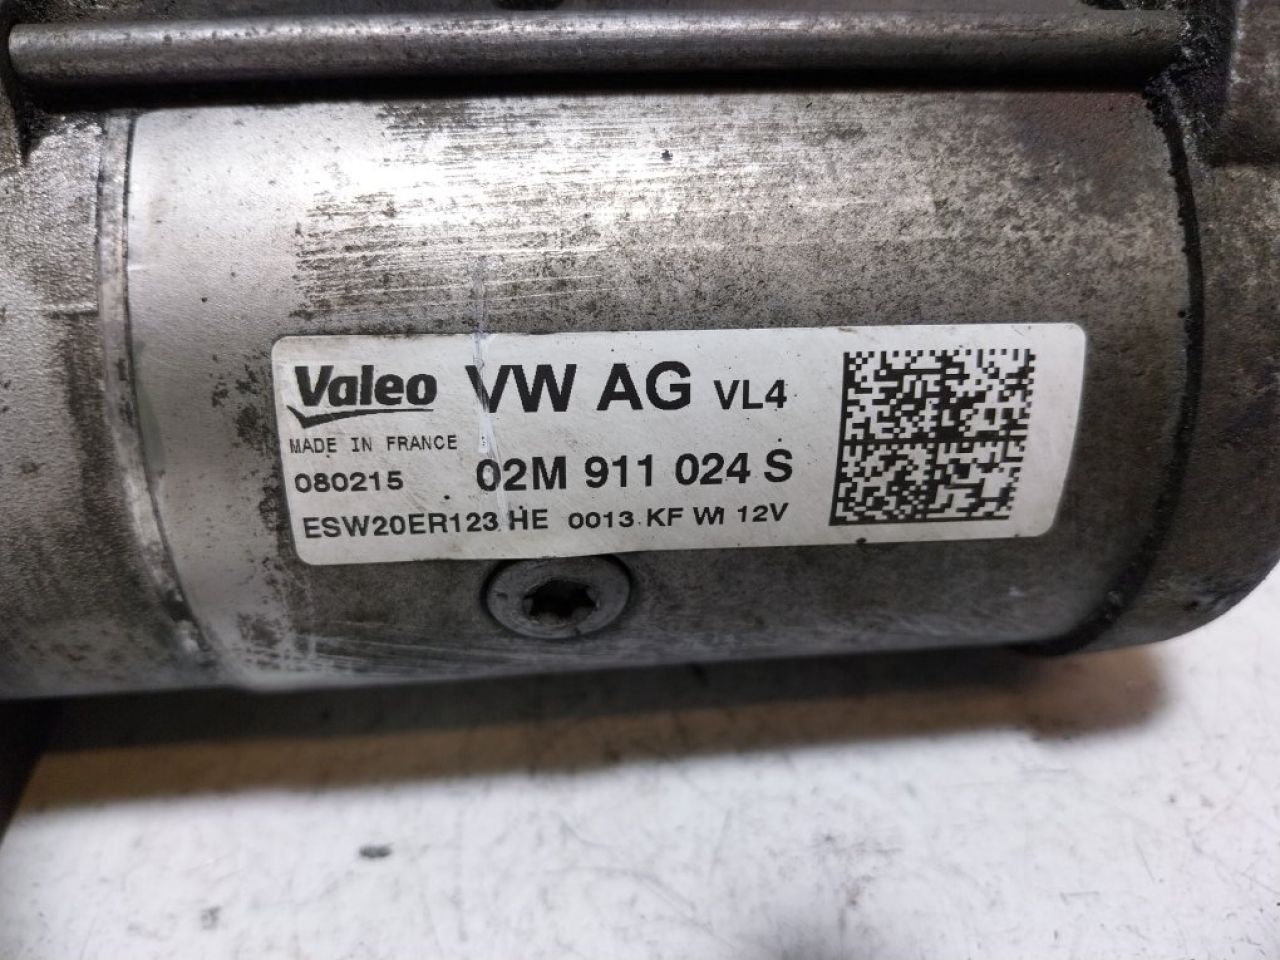 Valeo VW AG VL4
MADE IN FRANCE
080215 02M 911 024 S
ESW20ER123 HE 0013 KF WI 12V